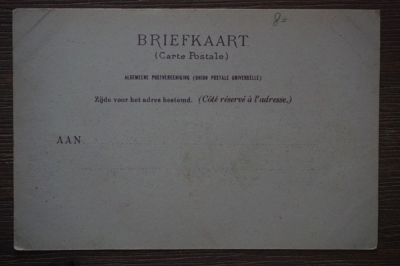 8=
BRIEFKAART.
(Carte Postale.)
ALGEMEENE POSTVEREENIGING (UNION POSTALE UNIVERSELLE)
Zijde voor het adres bestemd. (Côté réservé à l'adresse.)
AAN